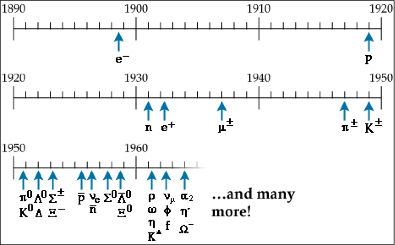 1890 1900 1910 1920
e⁻ p
1920 1930 1940 1950
n e⁺ μ± π± K±
1950 1960
π⁰ Λ⁰ Σ± p̅ νₑ Σ⁰ Λ̅⁰ ρ ν_μ α₂
K⁰ Δ Ξ⁻ n̅ Ξ⁰ ω ϕ η'
η f Ω⁻
K*
...and many
more!